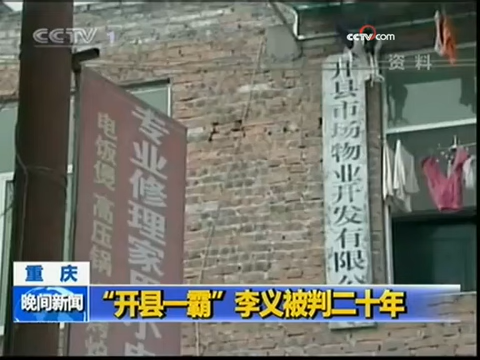 CCTV 1
CCTV.com
资料
开县市场物业开发有限公
专业修理家
电饭煲 高压锅
重庆
晚间新闻
“开县一霸”李义被判二十年